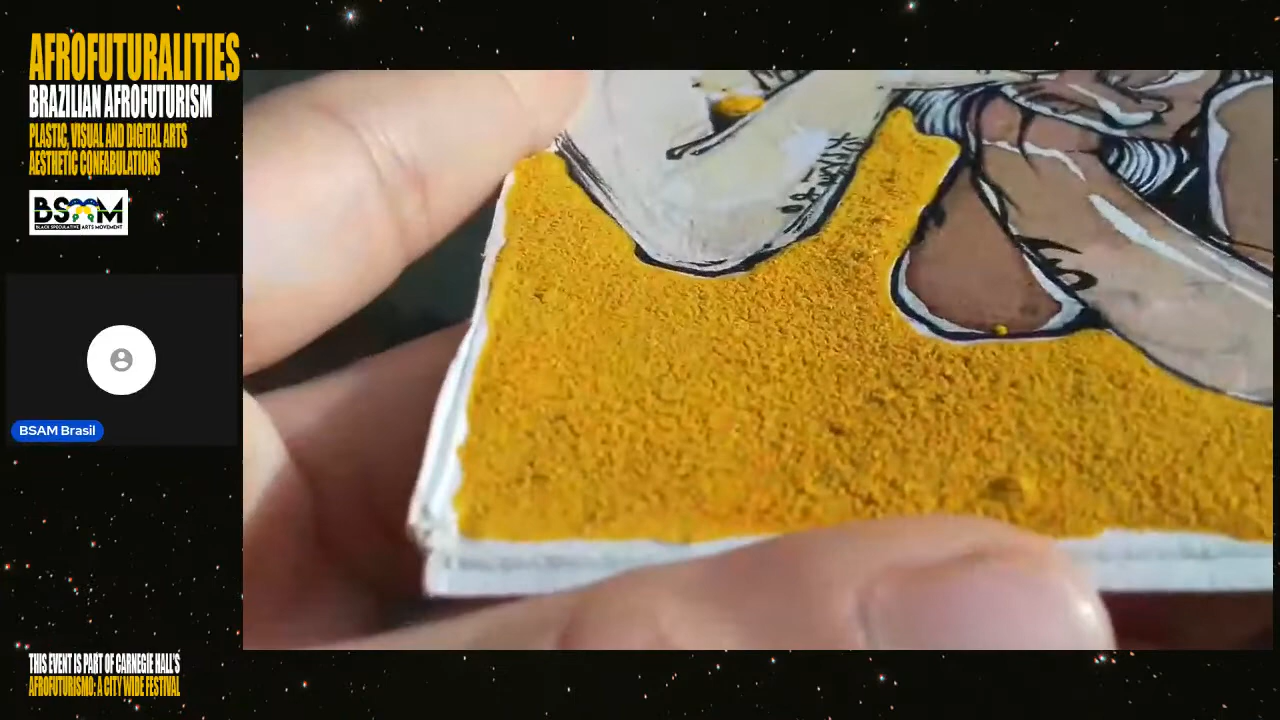 AFROFUTURALITIES
BRAZILIAN AFROFUTURISM
PLASTIC, VISUAL AND DIGITAL ARTS
AESTHETIC CONFABULATIONS
BSAM
BLACK SPECULATIVE ARTS MOVEMENT
BSAM Brasil
THIS EVENT IS PART OF CARNEGIE HALL'S
AFROFUTURISMO: A CITY WIDE FESTIVAL